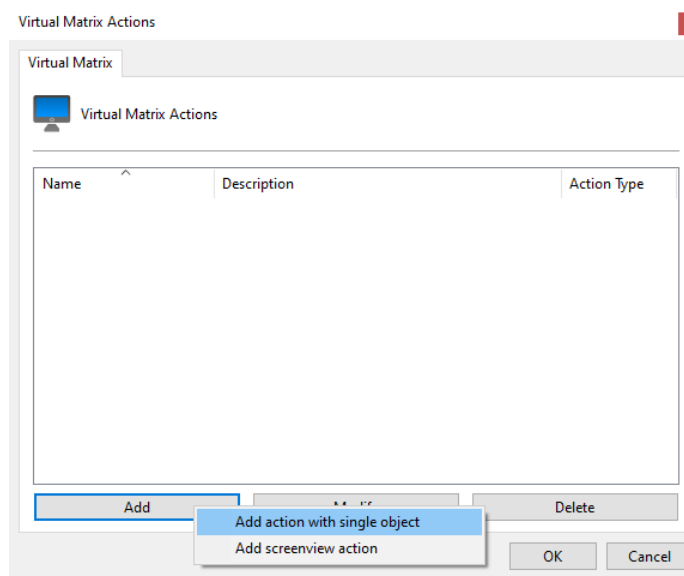 Virtual Matrix Actions
Virtual Matrix
Virtual Matrix Actions
Name Description Action Type
Add Delete
Add action with single object
Add screenview action
OK Cancel